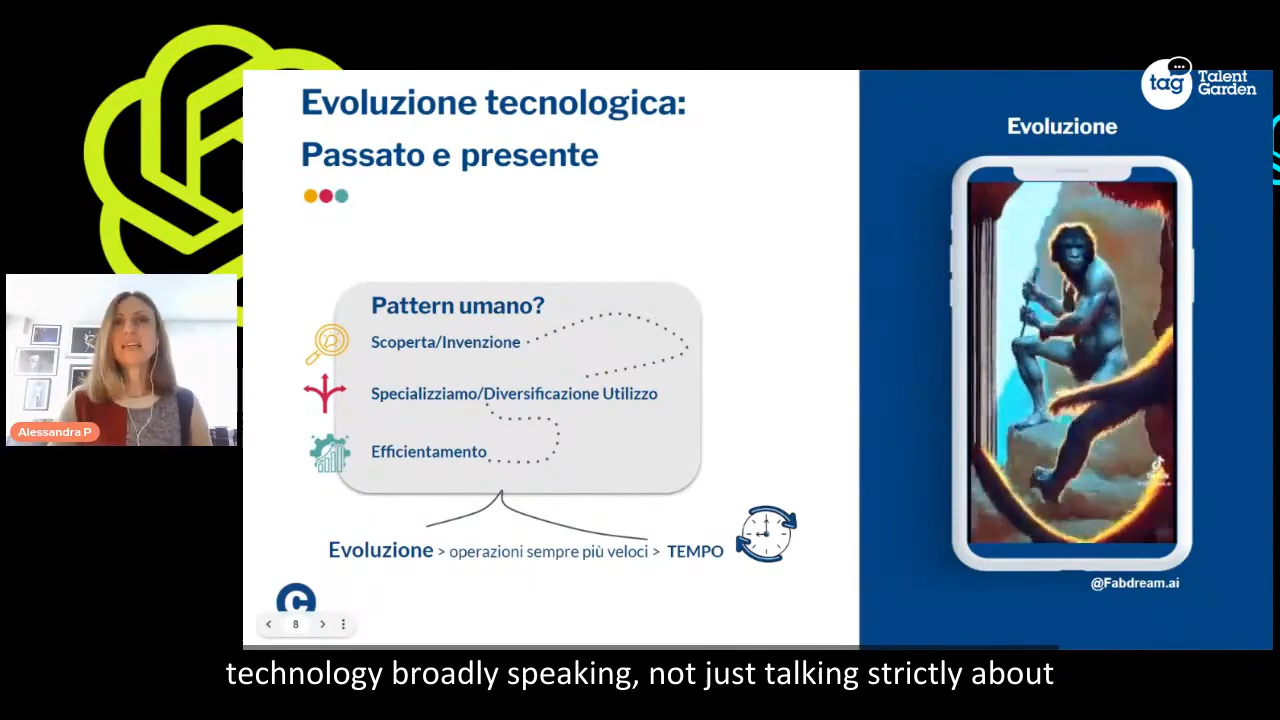 tag
Talent
Garden
Evoluzione tecnologica:
Passato e presente
Evoluzione
Pattern umano?
Scoperta/Invenzione
Specializziamo/Diversificazione Utilizzo
Efficientamento
Alessandra P
Evoluzione > operazioni sempre più veloci > TEMPO
@Fabdream.ai
C
8
technology broadly speaking, not just talking strictly about